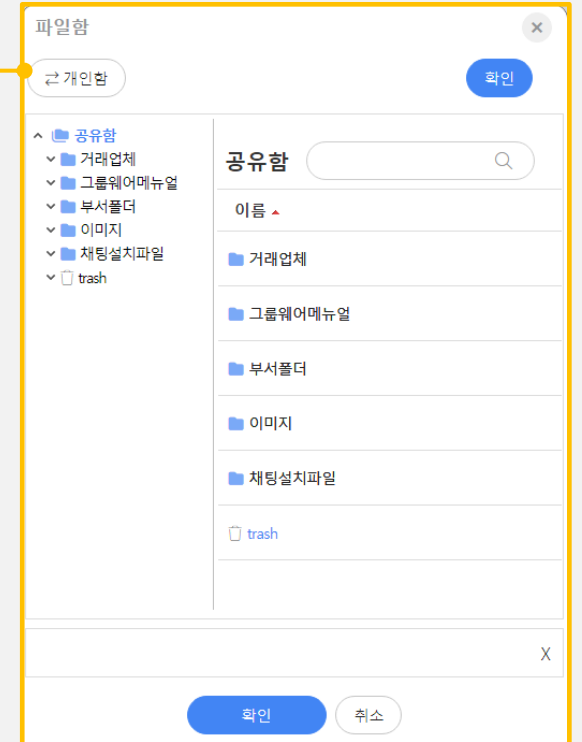 파일함
×
⇄ 개인함
확인
공유함
거래업체
그룹웨어메뉴얼
부서폴더
이미지
채팅설치파일
trash
공유함
이름
거래업체
그룹웨어메뉴얼
부서폴더
이미지
채팅설치파일
trash
X
확인
취소